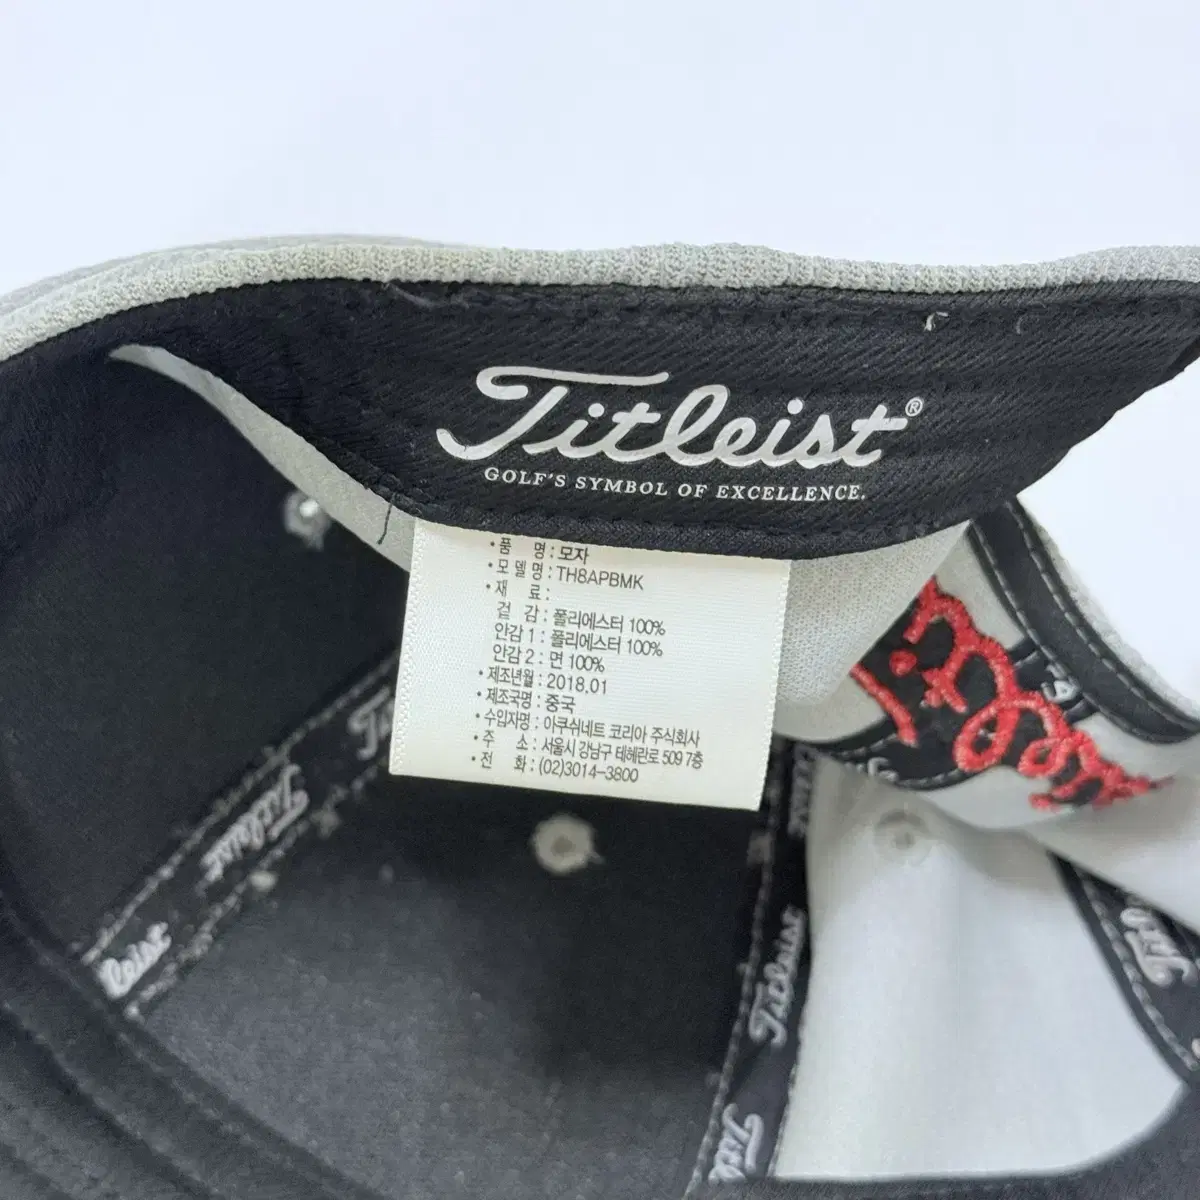 Titleist®
GOLF'S SYMBOL OF EXCELLENCE.
• 품 명 : 모자
• 모 델 명 : TH8APBMK
• 재 료 :
겉 감 : 폴리에스터 100%
안감 1 : 폴리에스터 100%
안감 2 : 면 100%
• 제조년월 : 2018.01
• 제조국명 : 중국
• 수입자명 : 아쿠쉬네트 코리아 주식회사
• 주 소 : 서울시 강남구 테헤란로 509 7층
• 전 화 : (02)3014-3800
Titleist
leist
Titleist
Titl